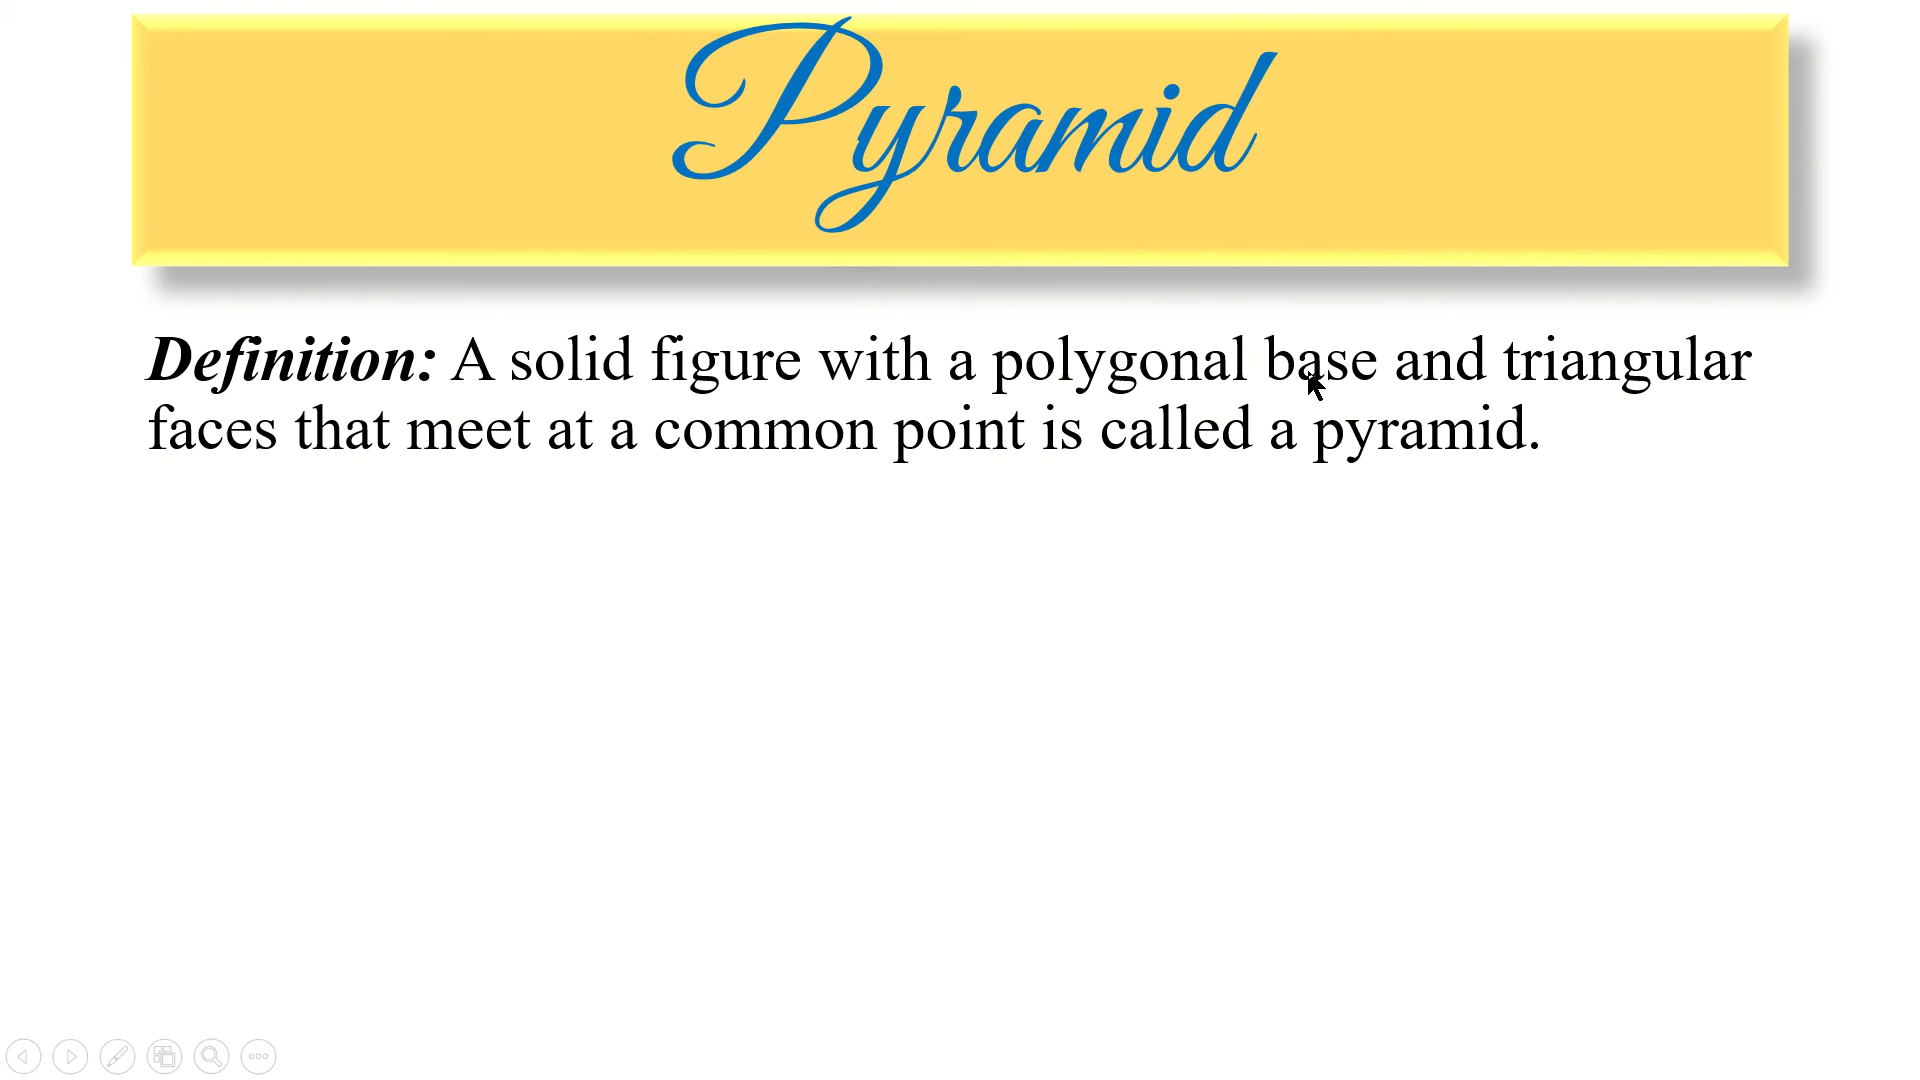 Pyramid
Definition: A solid figure with a polygonal base and triangular
faces that meet at a common point is called a pyramid.